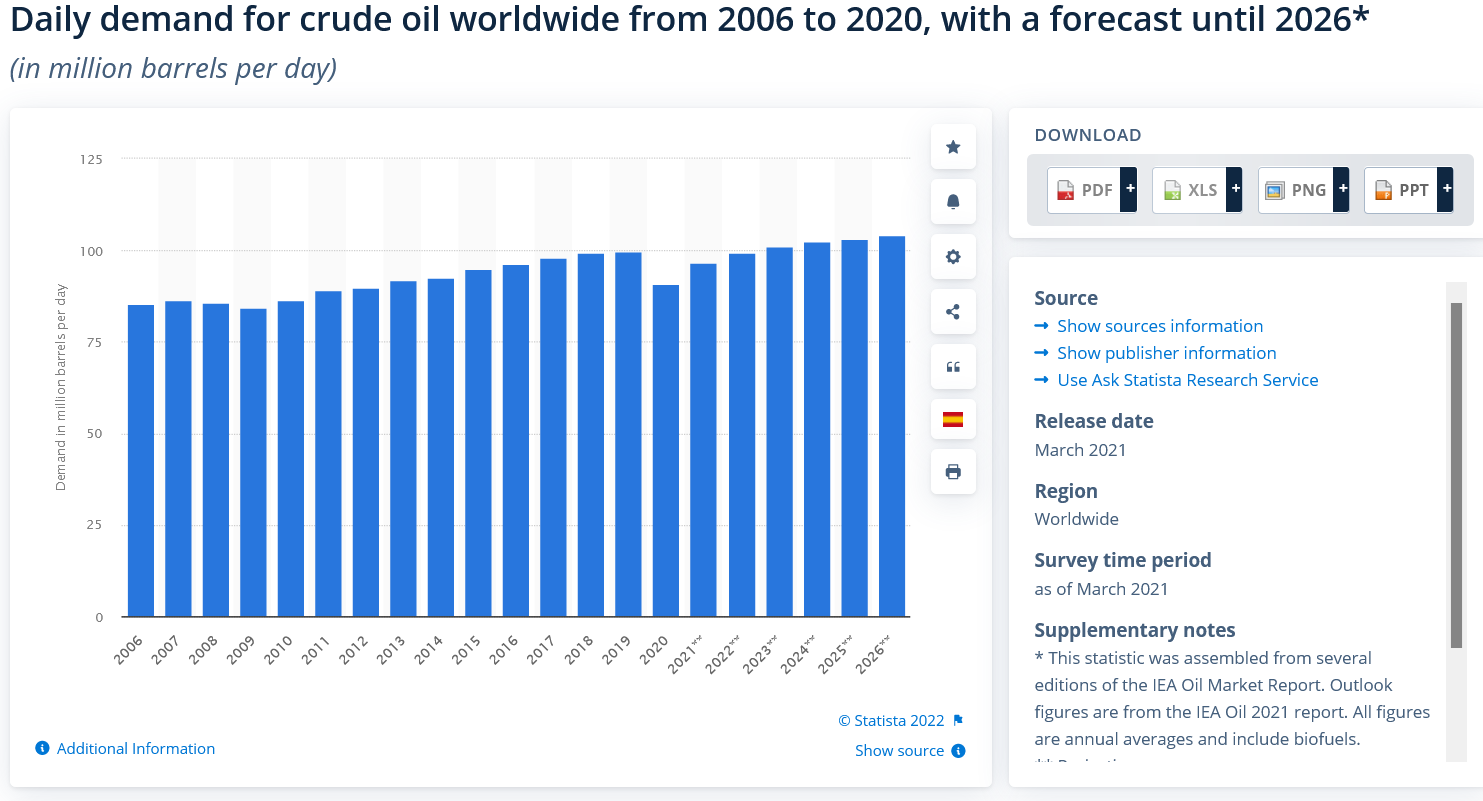 Daily demand for crude oil worldwide from 2006 to 2020, with a forecast until 2026*
(in million barrels per day)
125
100
75
50
25
0
Demand in million barrels per day
2006
2007
2008
2009
2010
2011
2012
2013
2014
2015
2016
2017
2018
2019
2020
2021**
2022**
2023**
2024**
2025**
2026**
© Statista 2022
Additional Information
Show source
DOWNLOAD
PDF +
XLS +
PNG +
PPT +
Source
Show sources information
Show publisher information
Use Ask Statista Research Service
Release date
March 2021
Region
Worldwide
Survey time period
as of March 2021
Supplementary notes
* This statistic was assembled from several
editions of the IEA Oil Market Report. Outlook
figures are from the IEA Oil 2021 report. All figures
are annual averages and include biofuels.